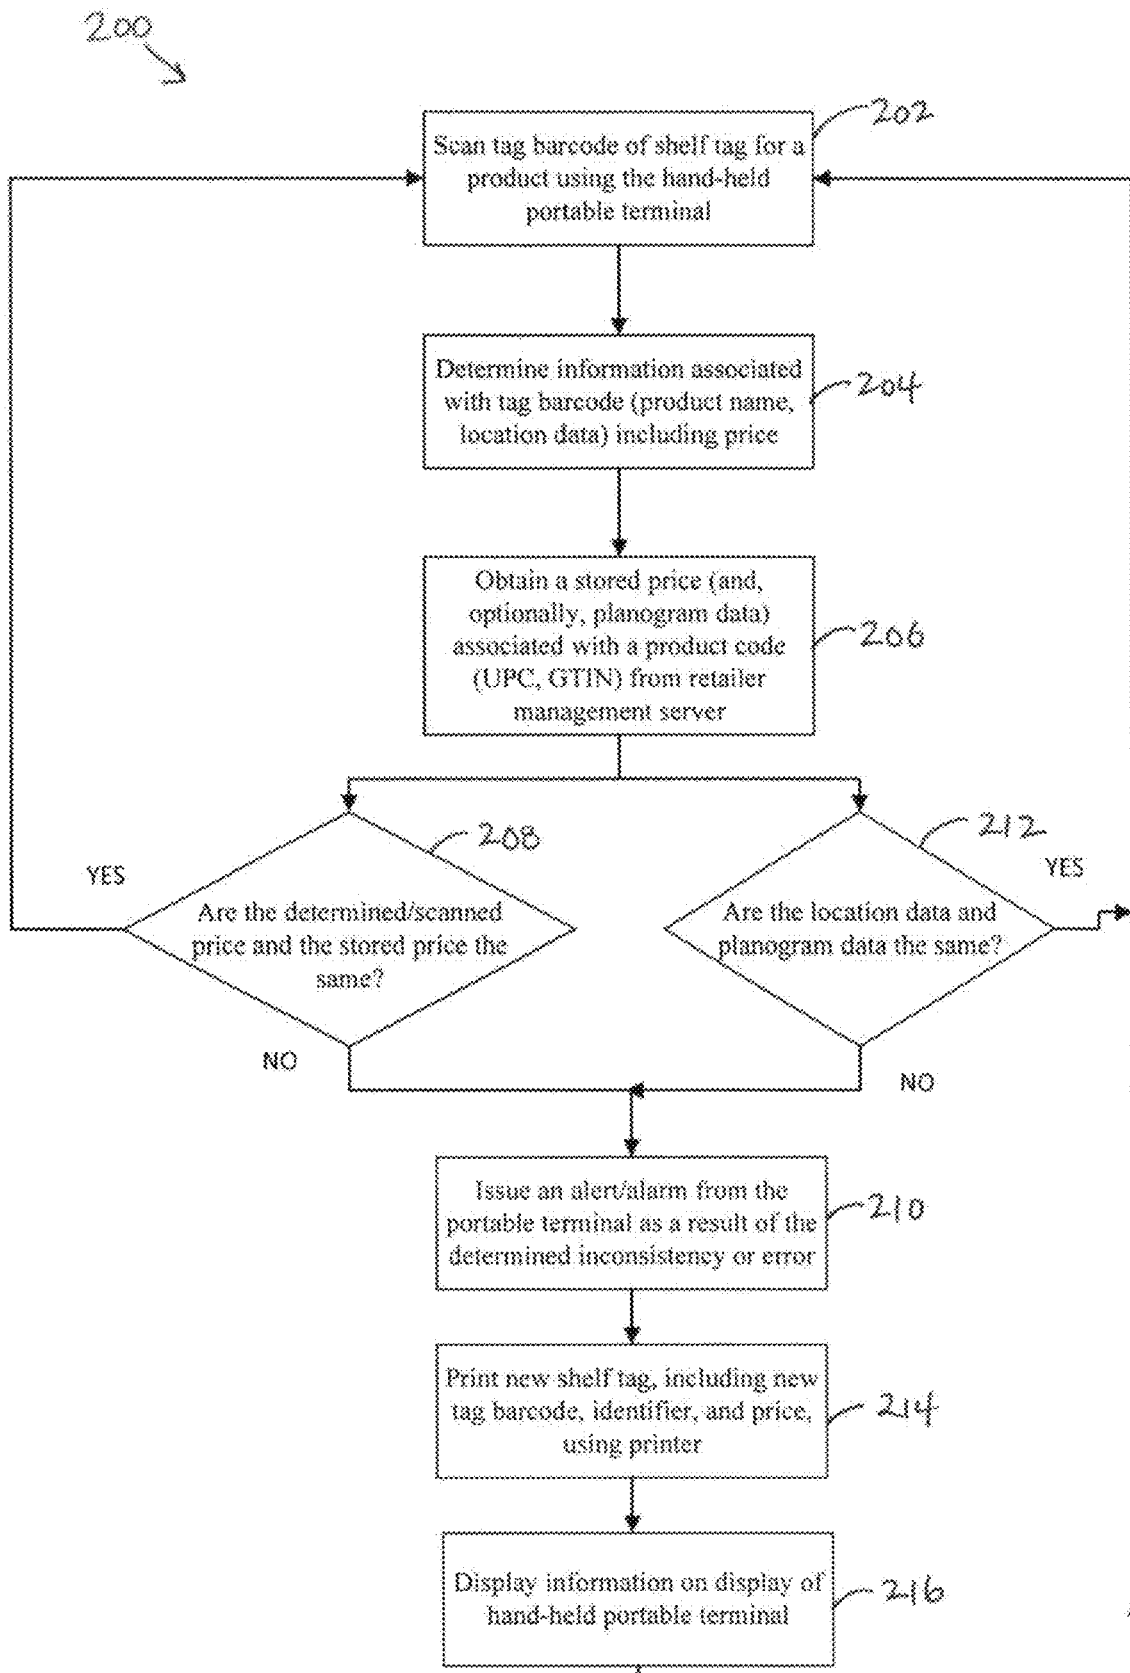 200
202
Scan tag barcode of shelf tag for a
product using the hand-held
portable terminal
Determine information associated
with tag barcode (product name,
location data) including price
204
Obtain a stored price (and,
optionally, planogram data)
associated with a product code
(UPC, GTIN) from retailer
management server
206
208
212
YES
YES
Are the determined/scanned
price and the stored price the
same?
Are the location data and
planogram data the same?
NO
NO
Issue an alert/alarm from the
portable terminal as a result of the
determined inconsistency or error
210
Print new shelf tag, including new
tag barcode, identifier, and price,
using printer
214
Display information on display of
hand-held portable terminal
216